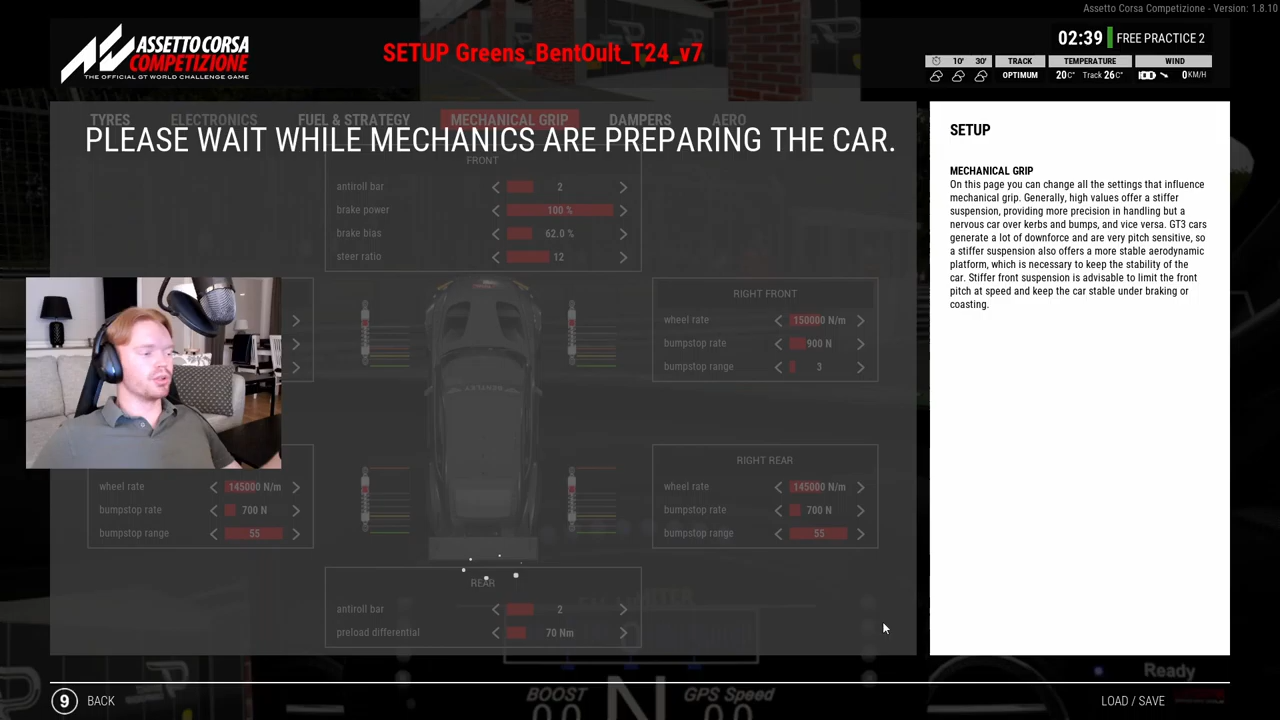 Assetto Corsa Competizione - Version: 1.8.10
ASSETTO CORSA
COMPETIZIONE
THE OFFICIAL GT WORLD CHALLENGE GAME
SETUP Greens_BentOult_T24_v7
02:39 FREE PRACTICE 2
10' 30' TRACK TEMPERATURE WIND
OPTIMUM 20C° Track 26C° 0KM/H
TYRES ELECTRONICS FUEL & STRATEGY MECHANICAL GRIP DAMPERS AERO
PLEASE WAIT WHILE MECHANICS ARE PREPARING THE CAR.
FRONT
antiroll bar 2
brake power 100 %
brake bias 62.0 %
steer ratio 12
RIGHT FRONT
wheel rate 150000 N/m
bumpstop rate 900 N
bumpstop range 3
wheel rate 145000 N/m
bumpstop rate 700 N
bumpstop range 55
RIGHT REAR
wheel rate 145000 N/m
bumpstop rate 700 N
bumpstop range 55
REAR
antiroll bar 2
preload differential 70 Nm
SETUP
MECHANICAL GRIP
On this page you can change all the settings that influence
mechanical grip. Generally, high values offer a stiffer
suspension, providing more precision in handling but a
nervous car over kerbs and bumps, and vice versa. GT3 cars
generate a lot of downforce and are very pitch sensitive, so
a stiffer suspension also offers a more stable aerodynamic
platform, which is necessary to keep the stability of the
car. Stiffer front suspension is advisable to limit the front
pitch at speed and keep the car stable under braking or
coasting.
Ready
BOOST N GPS Speed
0.0 0.0
9 BACK
LOAD / SAVE